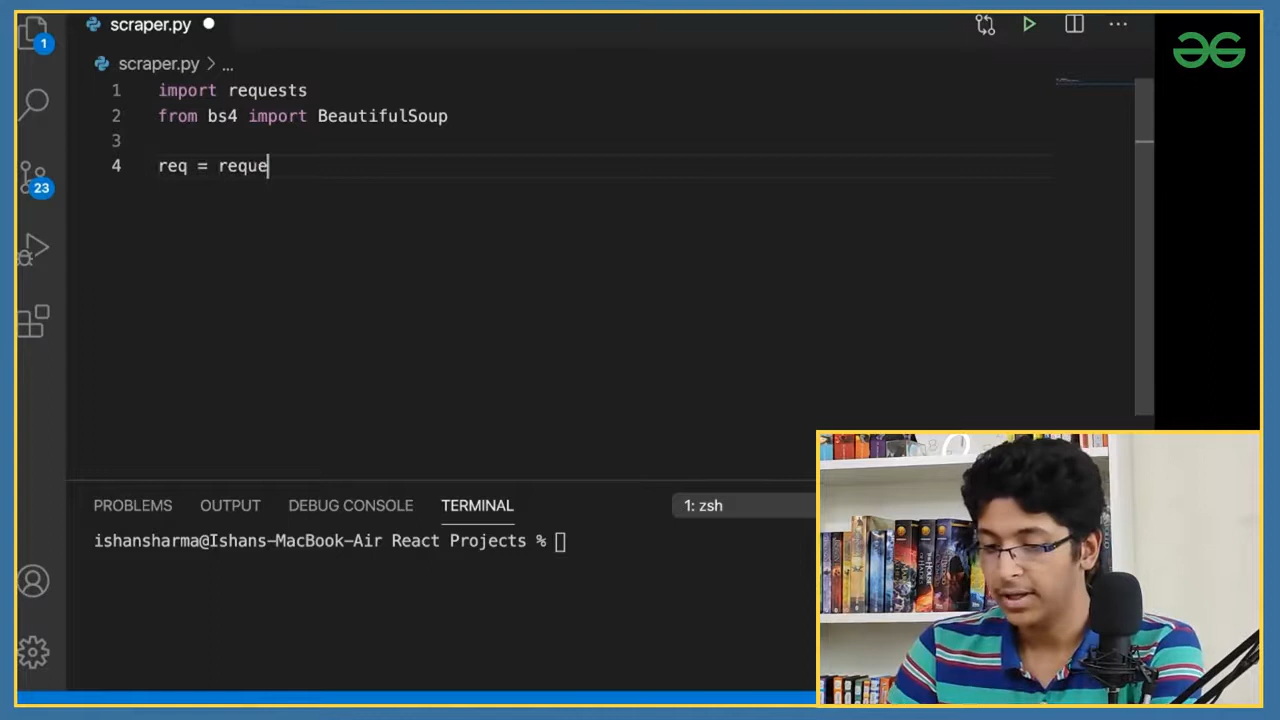 scraper.py
1
scraper.py > ...
1 import requests
2 from bs4 import BeautifulSoup
3
4 req = reque
23
PROBLEMS OUTPUT DEBUG CONSOLE TERMINAL 1: zsh
ishansharma@Ishans-MacBook-Air React Projects %